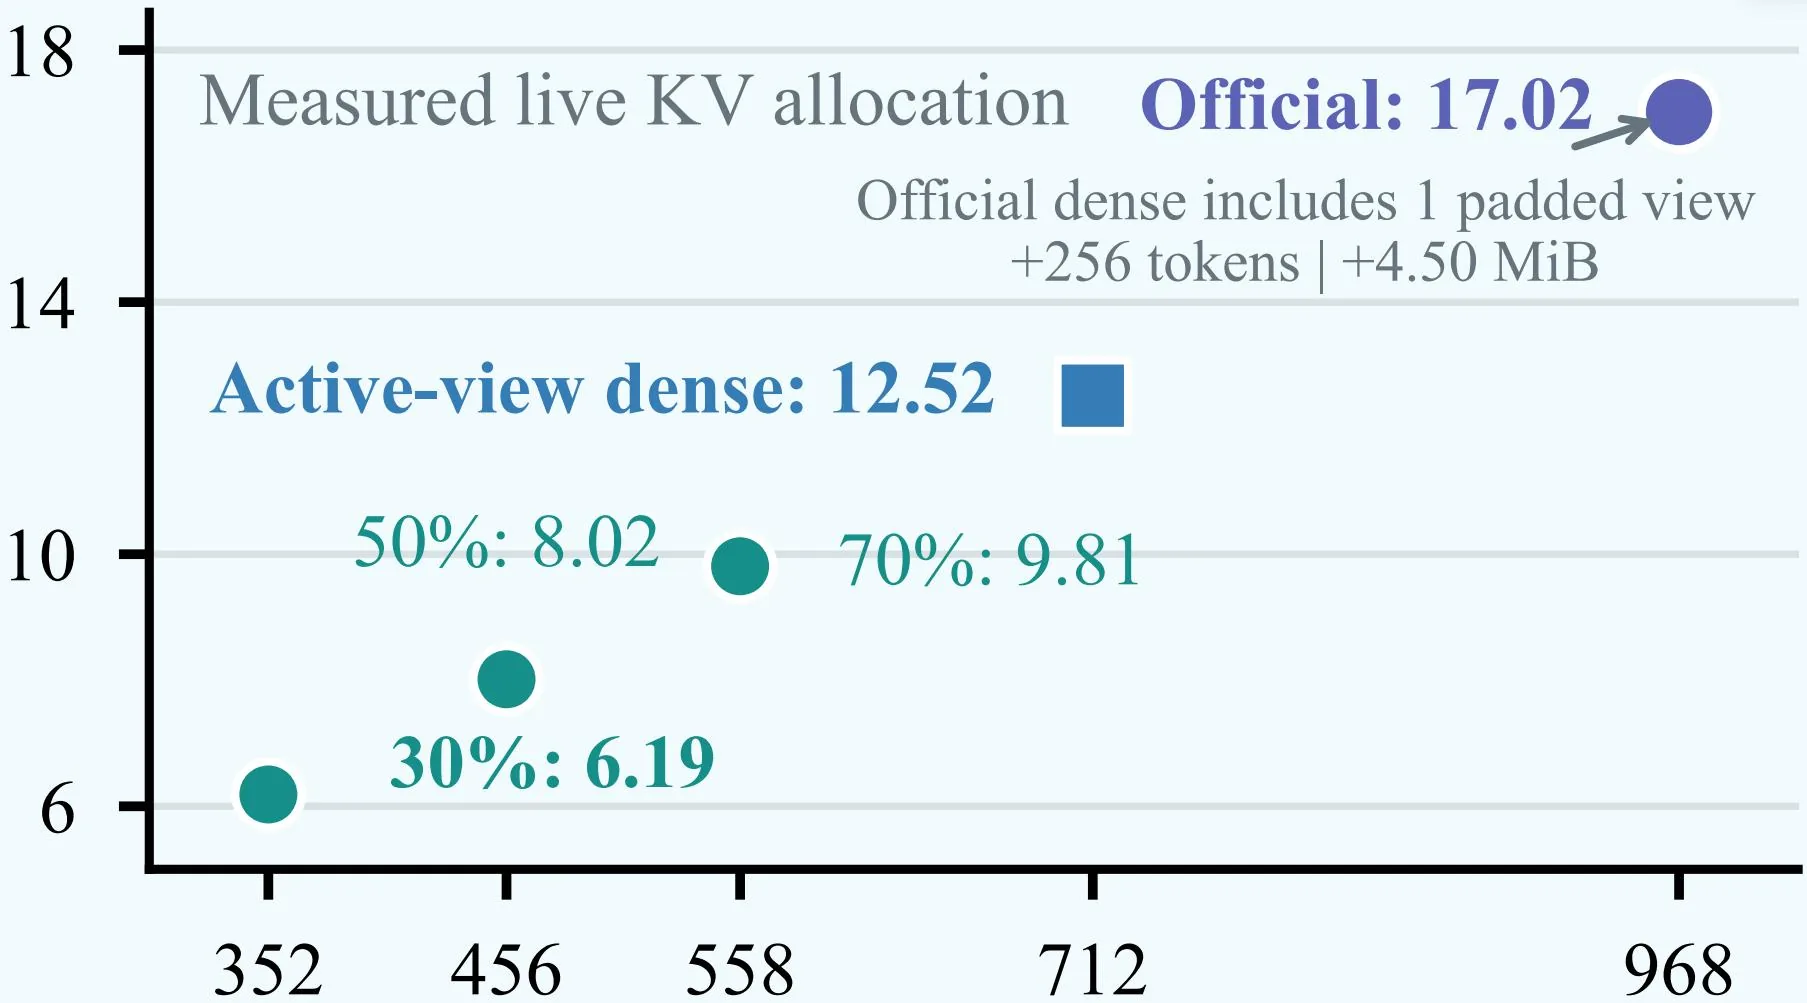 18
Measured live KV allocation
Official: 17.02
Official dense includes 1 padded view
+256 tokens | +4.50 MiB
14
Active-view dense: 12.52
50%: 8.02
70%: 9.81
10
30%: 6.19
6
352 456 558 712 968